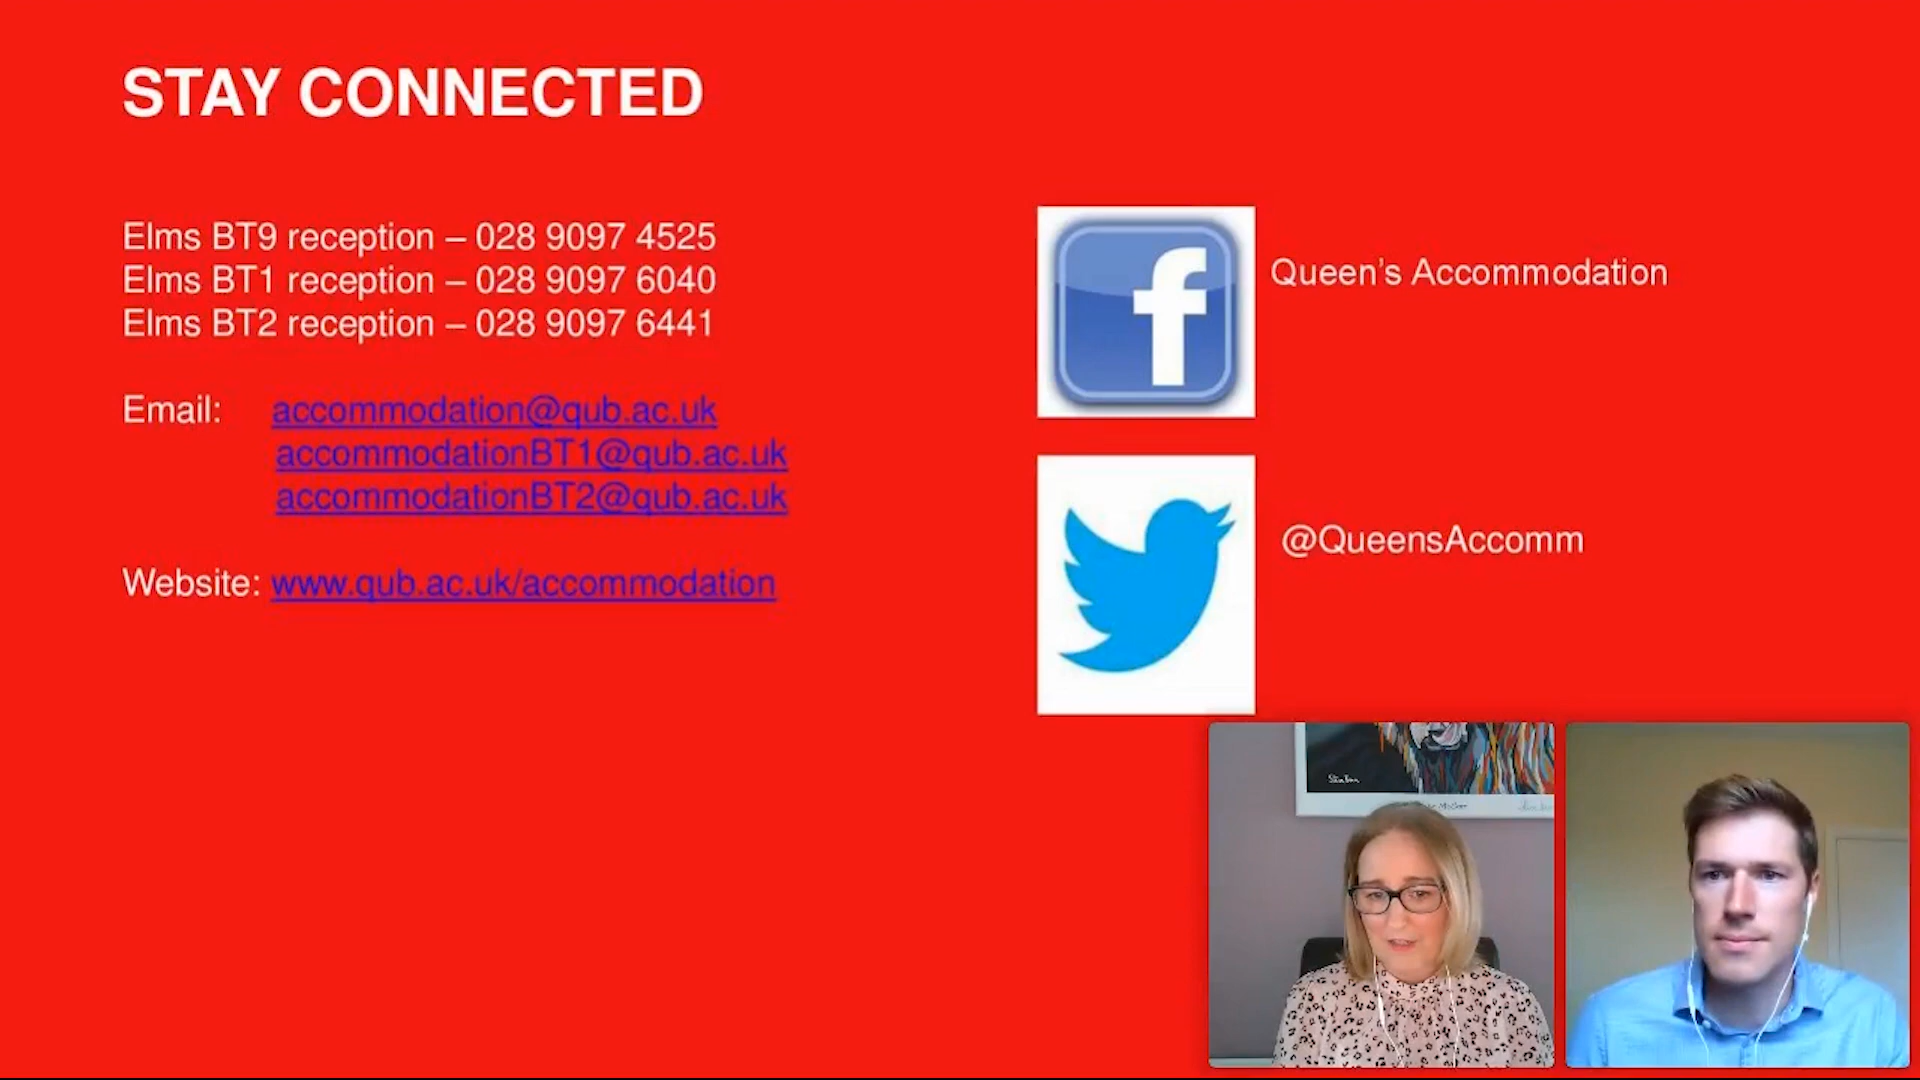 STAY CONNECTED
Elms BT9 reception – 028 9097 4525
Elms BT1 reception – 028 9097 6040
Elms BT2 reception – 028 9097 6441
Email: accommodation@qub.ac.uk
accommodationBT1@qub.ac.uk
accommodationBT2@qub.ac.uk
Website: www.qub.ac.uk/accommodation
f
Queen's Accommodation
@QueensAccomm